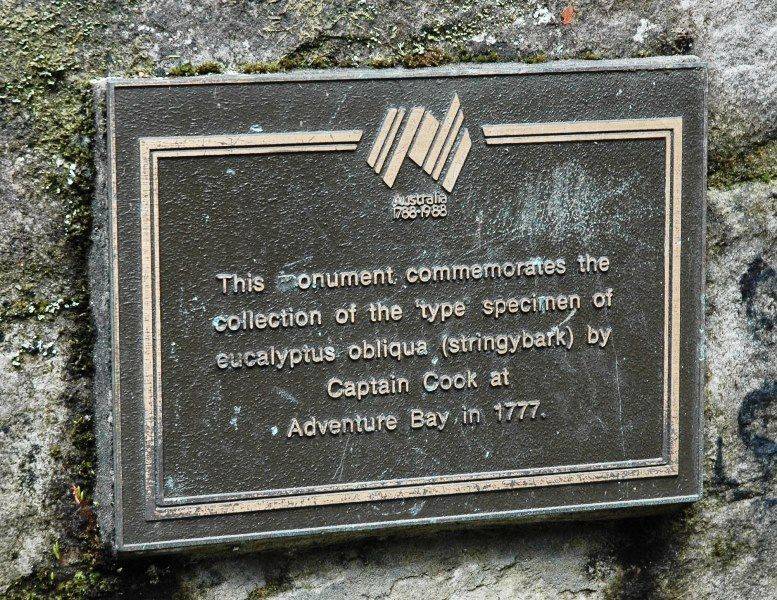 Australia
1788-1988
This onument commemorates the
collection of the 'type' specimen of
eucalyptus obliqua (stringybark) by
Captain Cook at
Adventure Bay in 1777.